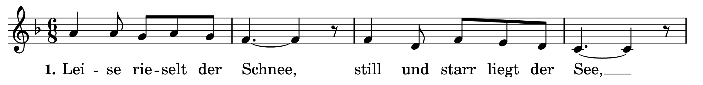 1. Lei - se rie - selt der Schnee, still und starr liegt der See,